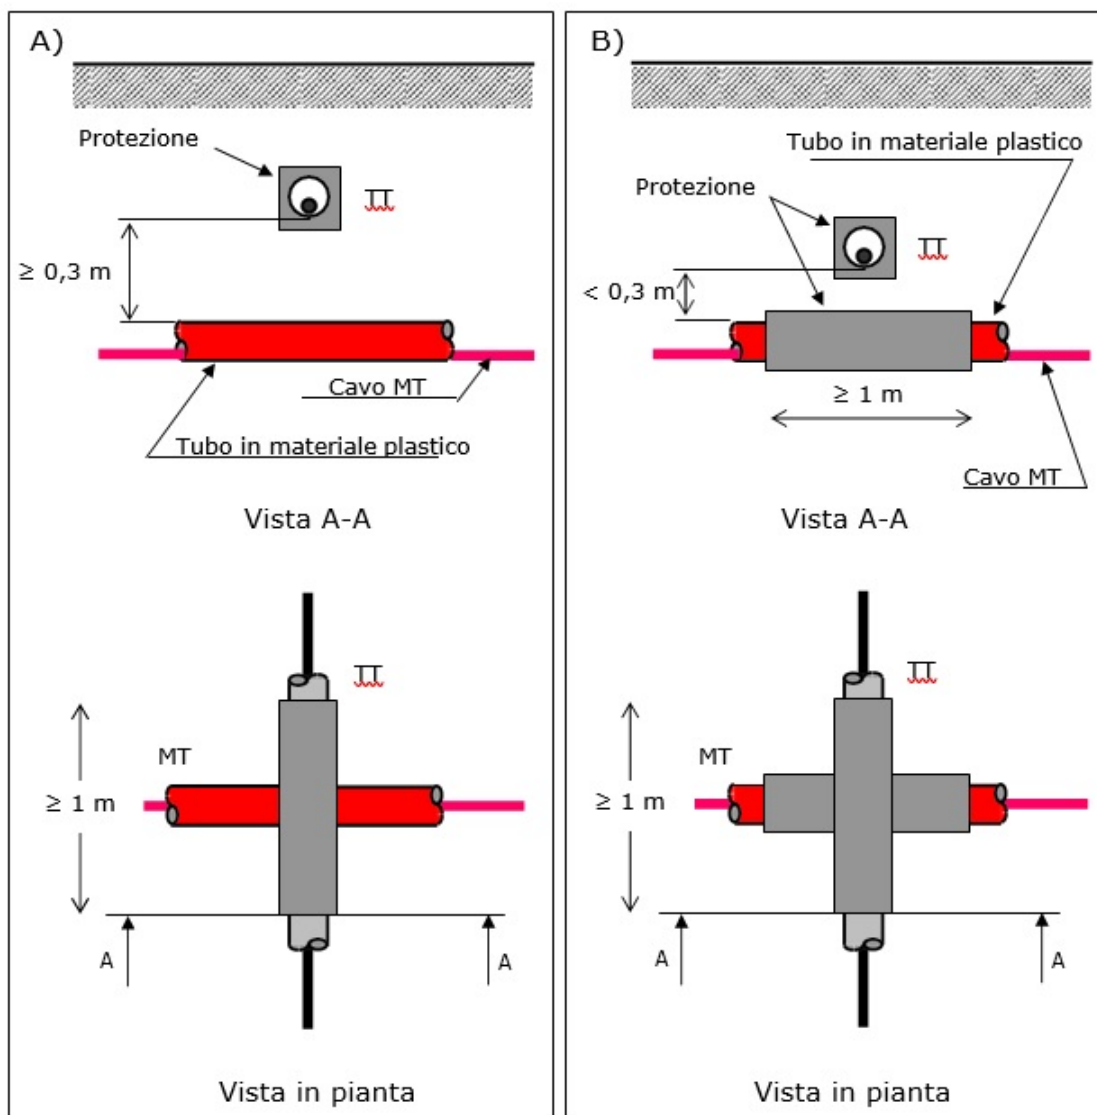 A)
Protezione
TT
≥ 0,3 m
Cavo MT
Tubo in materiale plastico
Vista A-A
TT
MT
≥ 1 m
A
A
Vista in pianta
B)
Tubo in materiale plastico
Protezione
TT
< 0,3 m
≥ 1 m
Cavo MT
Vista A-A
TT
MT
≥ 1 m
A
A
Vista in pianta